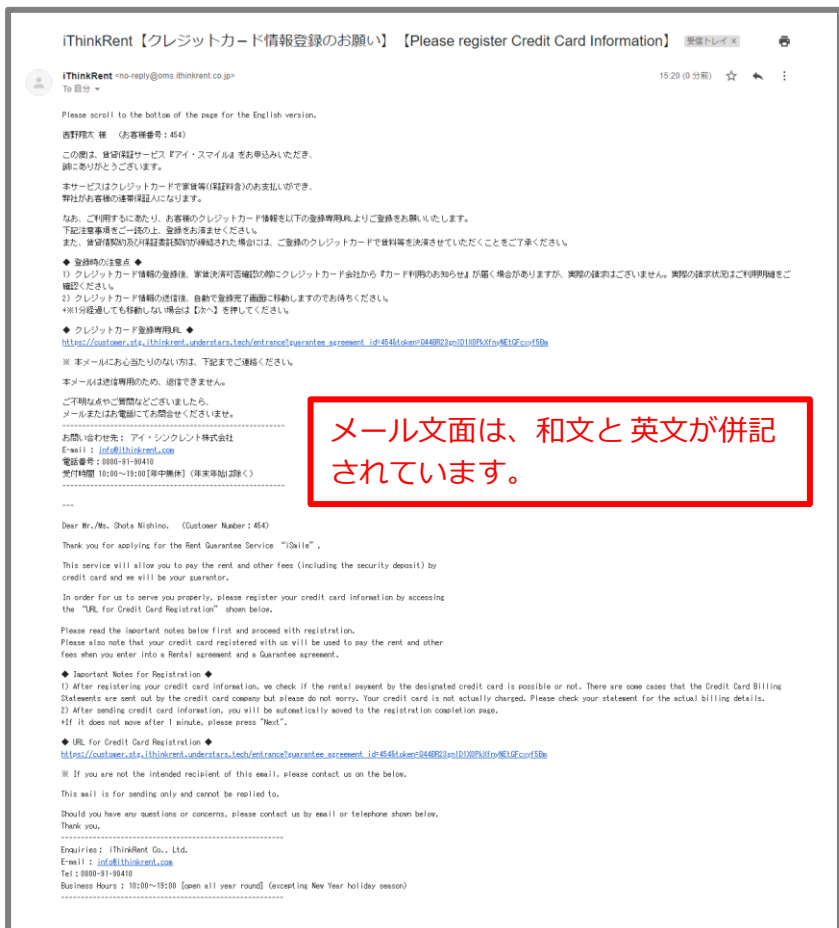 iThinkRent【クレジットカード情報登録のお願い】【Please register Credit Card Information】 受信トレイ ×
iThinkRent <no-reply@oms.ithinkrent.co.jp> 15:20 (0 分前)
To 自分
Please scroll to the bottom of the page for the English version.
西野翔太 様 （お客様番号：454）
この度は、賃貸保証サービス『アイ・スマイル』をお申込みいただき、
誠にありがとうございます。
本サービスはクレジットカードで家賃等(保証料含)のお支払いができ、
弊社がお客様の連帯保証人になります。
なお、ご利用するにあたり、お客様のクレジットカード情報を以下の登録専用URLよりご登録をお願いいたします。
下記注意事項をご一読の上、登録をお済ませください。
また、賃貸借契約及び保証委託契約が締結された場合には、ご登録のクレジットカードで賃料等を決済させていただくことをご了承ください。
◆ 登録時の注意点 ◆
1) クレジットカード情報の登録後、家賃決済可否確認の際にクレジットカード会社から『カード利用のお知らせ』が届く場合がありますが、実際の請求はございません。実際の請求状況はご利用明細をご
確認ください。
2) クレジットカード情報の送信後、自動で登録完了画面に移動しますのでお待ちください。
+※1分経過しても移動しない場合は【次へ】を押してください。
◆ クレジットカード登録専用URL ◆
https://customer.stg.ithinkrent.understars.tech/entrance?guarantee_agreement_id=454&token=
※ 本メールにお心当たりのない方は、下記までご連絡ください。
本メールは送信専用のため、返信できません。
ご不明な点やご質問などございましたら、
メールまたはお電話にてお問合せくださいませ。
------------------------------------------------------
お問い合わせ先： アイ・シンクレント株式会社
E-mail : info@ithinkrent.com
電話番号：0800-91-90410
受付時間 10:00～19:00[年中無休]（年末年始は除く）
------------------------------------------------------
メール文面は、和文と 英文が併記
されています。
---
Dear Mr./Ms. Shota Nishino. （Customer Number：454）
Thank you for applying for the Rent Guarantee Service “iSmile”.
This service will allow you to pay the rent and other fees (including the security deposit) by
credit card and we will be your guarantor.
In order for us to serve you properly, please register your credit card information by accessing
the “URL for Credit Card Registration” shown below.
Please read the important notes below first and proceed with registration.
Please also note that your credit card registered with us will be used to pay the rent and other
fees when you enter into a Rental agreement and a Guarantee agreement.
◆ Important Notes for Registration ◆
1) After registering your credit card information, we check if the rental payment by the designated credit card is possible or not. There are some cases that the Credit Card Billing
Statements are sent out by the credit card company but please do not worry. Your credit card is not actually charged. Please check your statement for the actual billing details.
2) After sending credit card information, you will be automatically moved to the registration completion page.
+If it does not move after 1 minute, please press "Next".
◆ URL for Credit Card Registration ◆
https://customer.stg.ithinkrent.understars.tech/entrance?guarantee_agreement_id=454&token=
※ If you are not the intended recipient of this email, please contact us on the below.
This mail is for sending only and cannot be replied to.
Should you have any questions or concerns, please contact us by email or telephone shown below.
Thank you.
------------------------------------------------------
Enquiries： iThinkRent Co., Ltd.
E-mail : info@ithinkrent.com
Tel：0800-91-90410
Business Hours : 10:00～19:00 [open all year round] (excepting New Year holiday season)
------------------------------------------------------